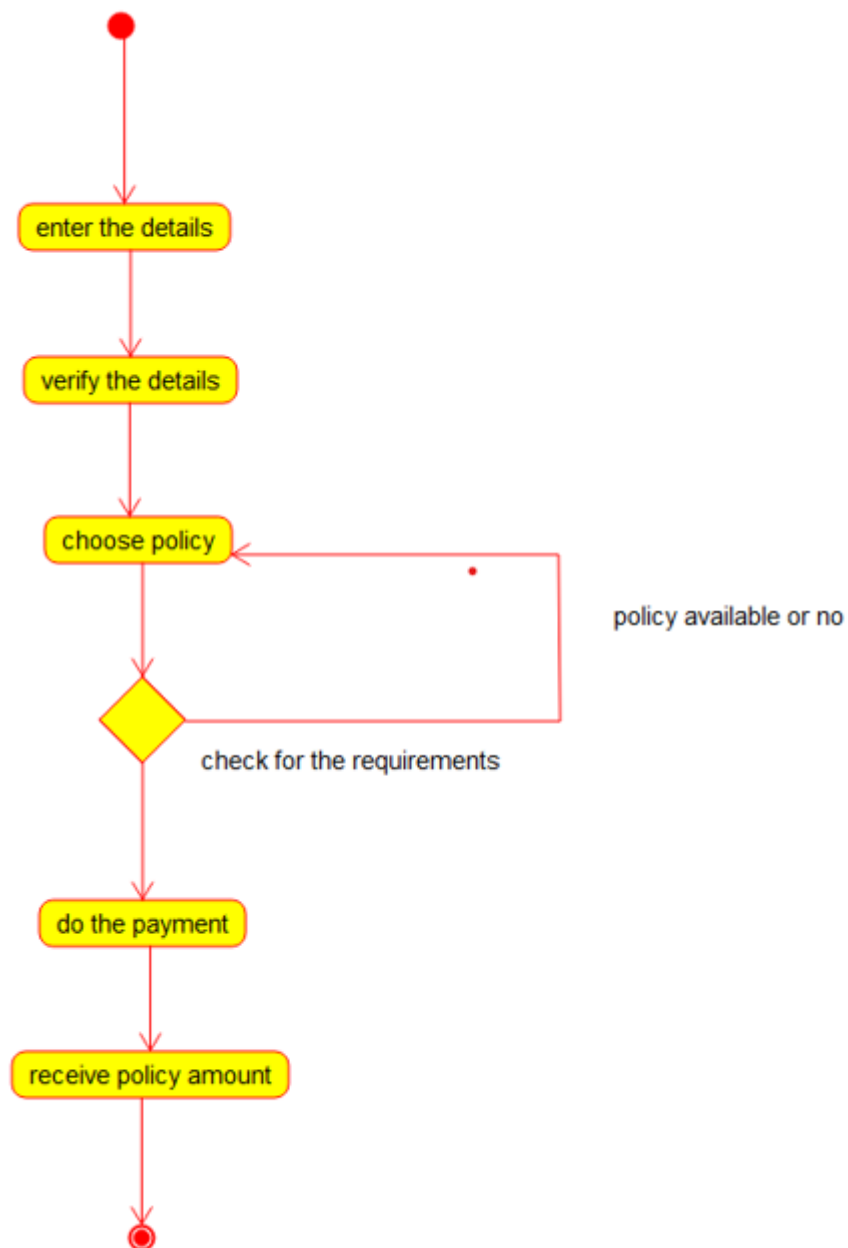 enter the details
verify the details
choose policy
policy available or no
check for the requirements
do the payment
receive policy amount